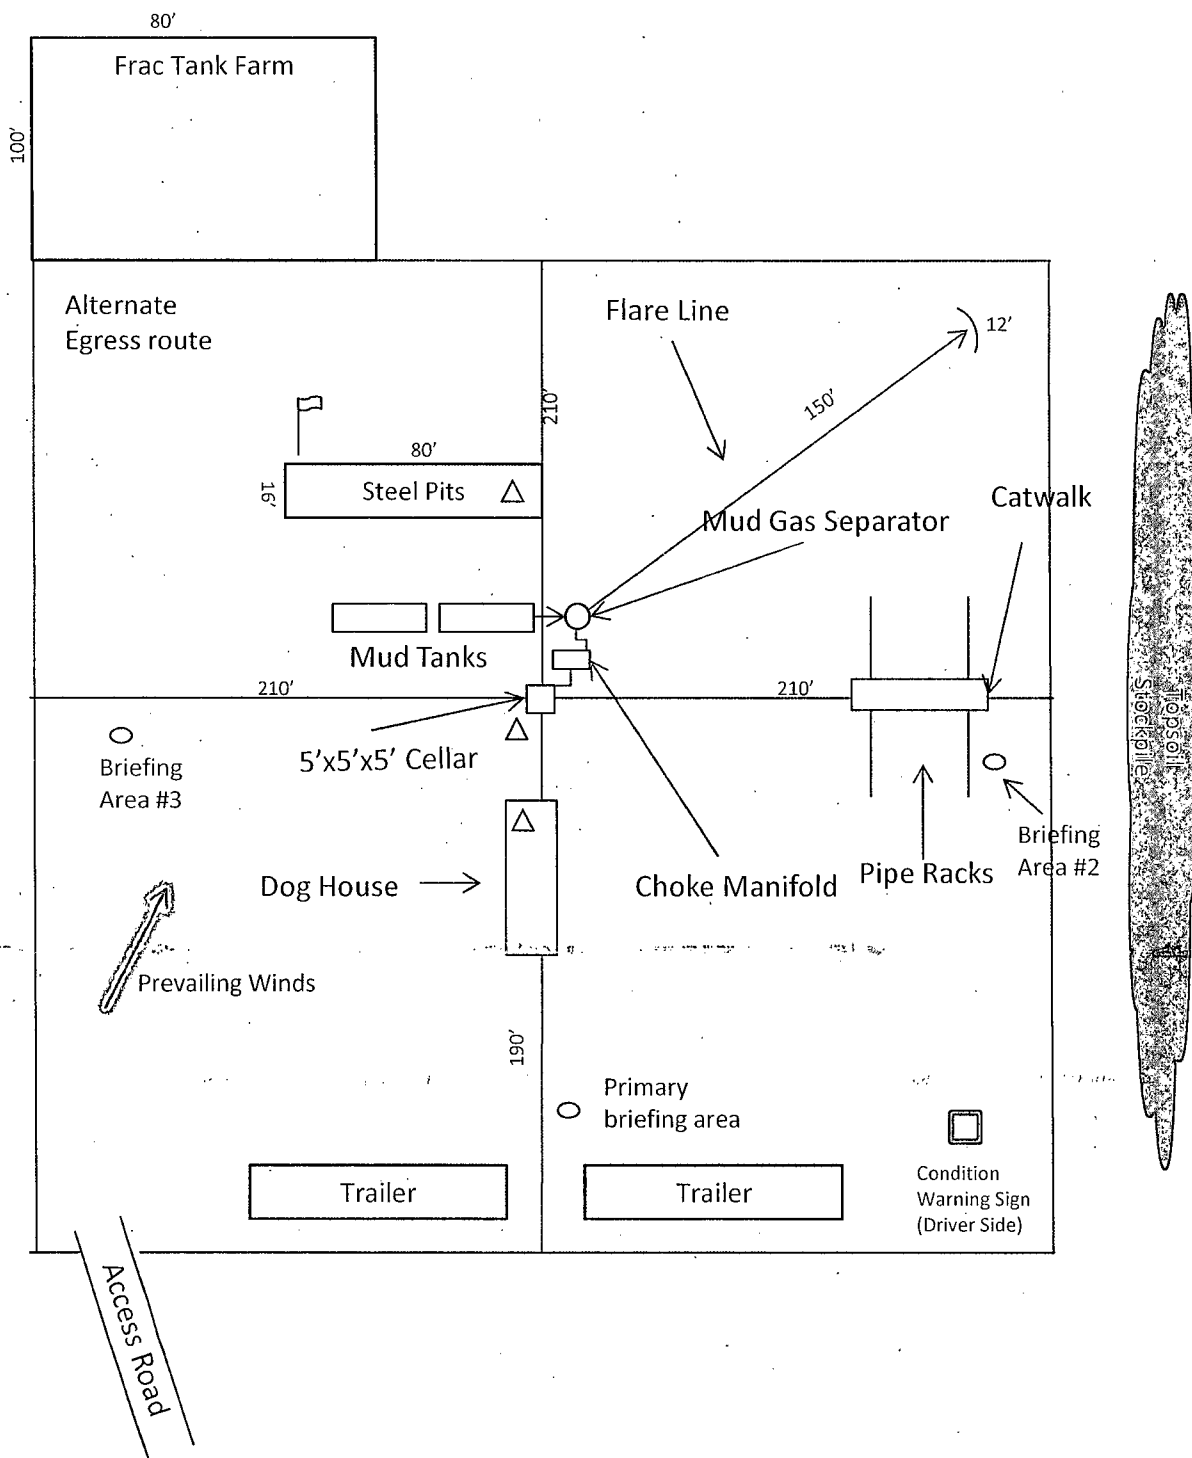 80'
Frac Tank Farm
100'
Alternate
Egress route
Flare Line
12'
150'
210'
80'
16'
Steel Pits
Catwalk
Mud Gas Separator
Mud Tanks
210'
210'
Topsoil
Stockpile
5'x5'x5' Cellar
Briefing
Area #3
Briefing
Area #2
Dog House
Choke Manifold
Pipe Racks
Prevailing Winds
190'
Primary
briefing area
Condition
Warning Sign
(Driver Side)
Trailer
Trailer
Access Road